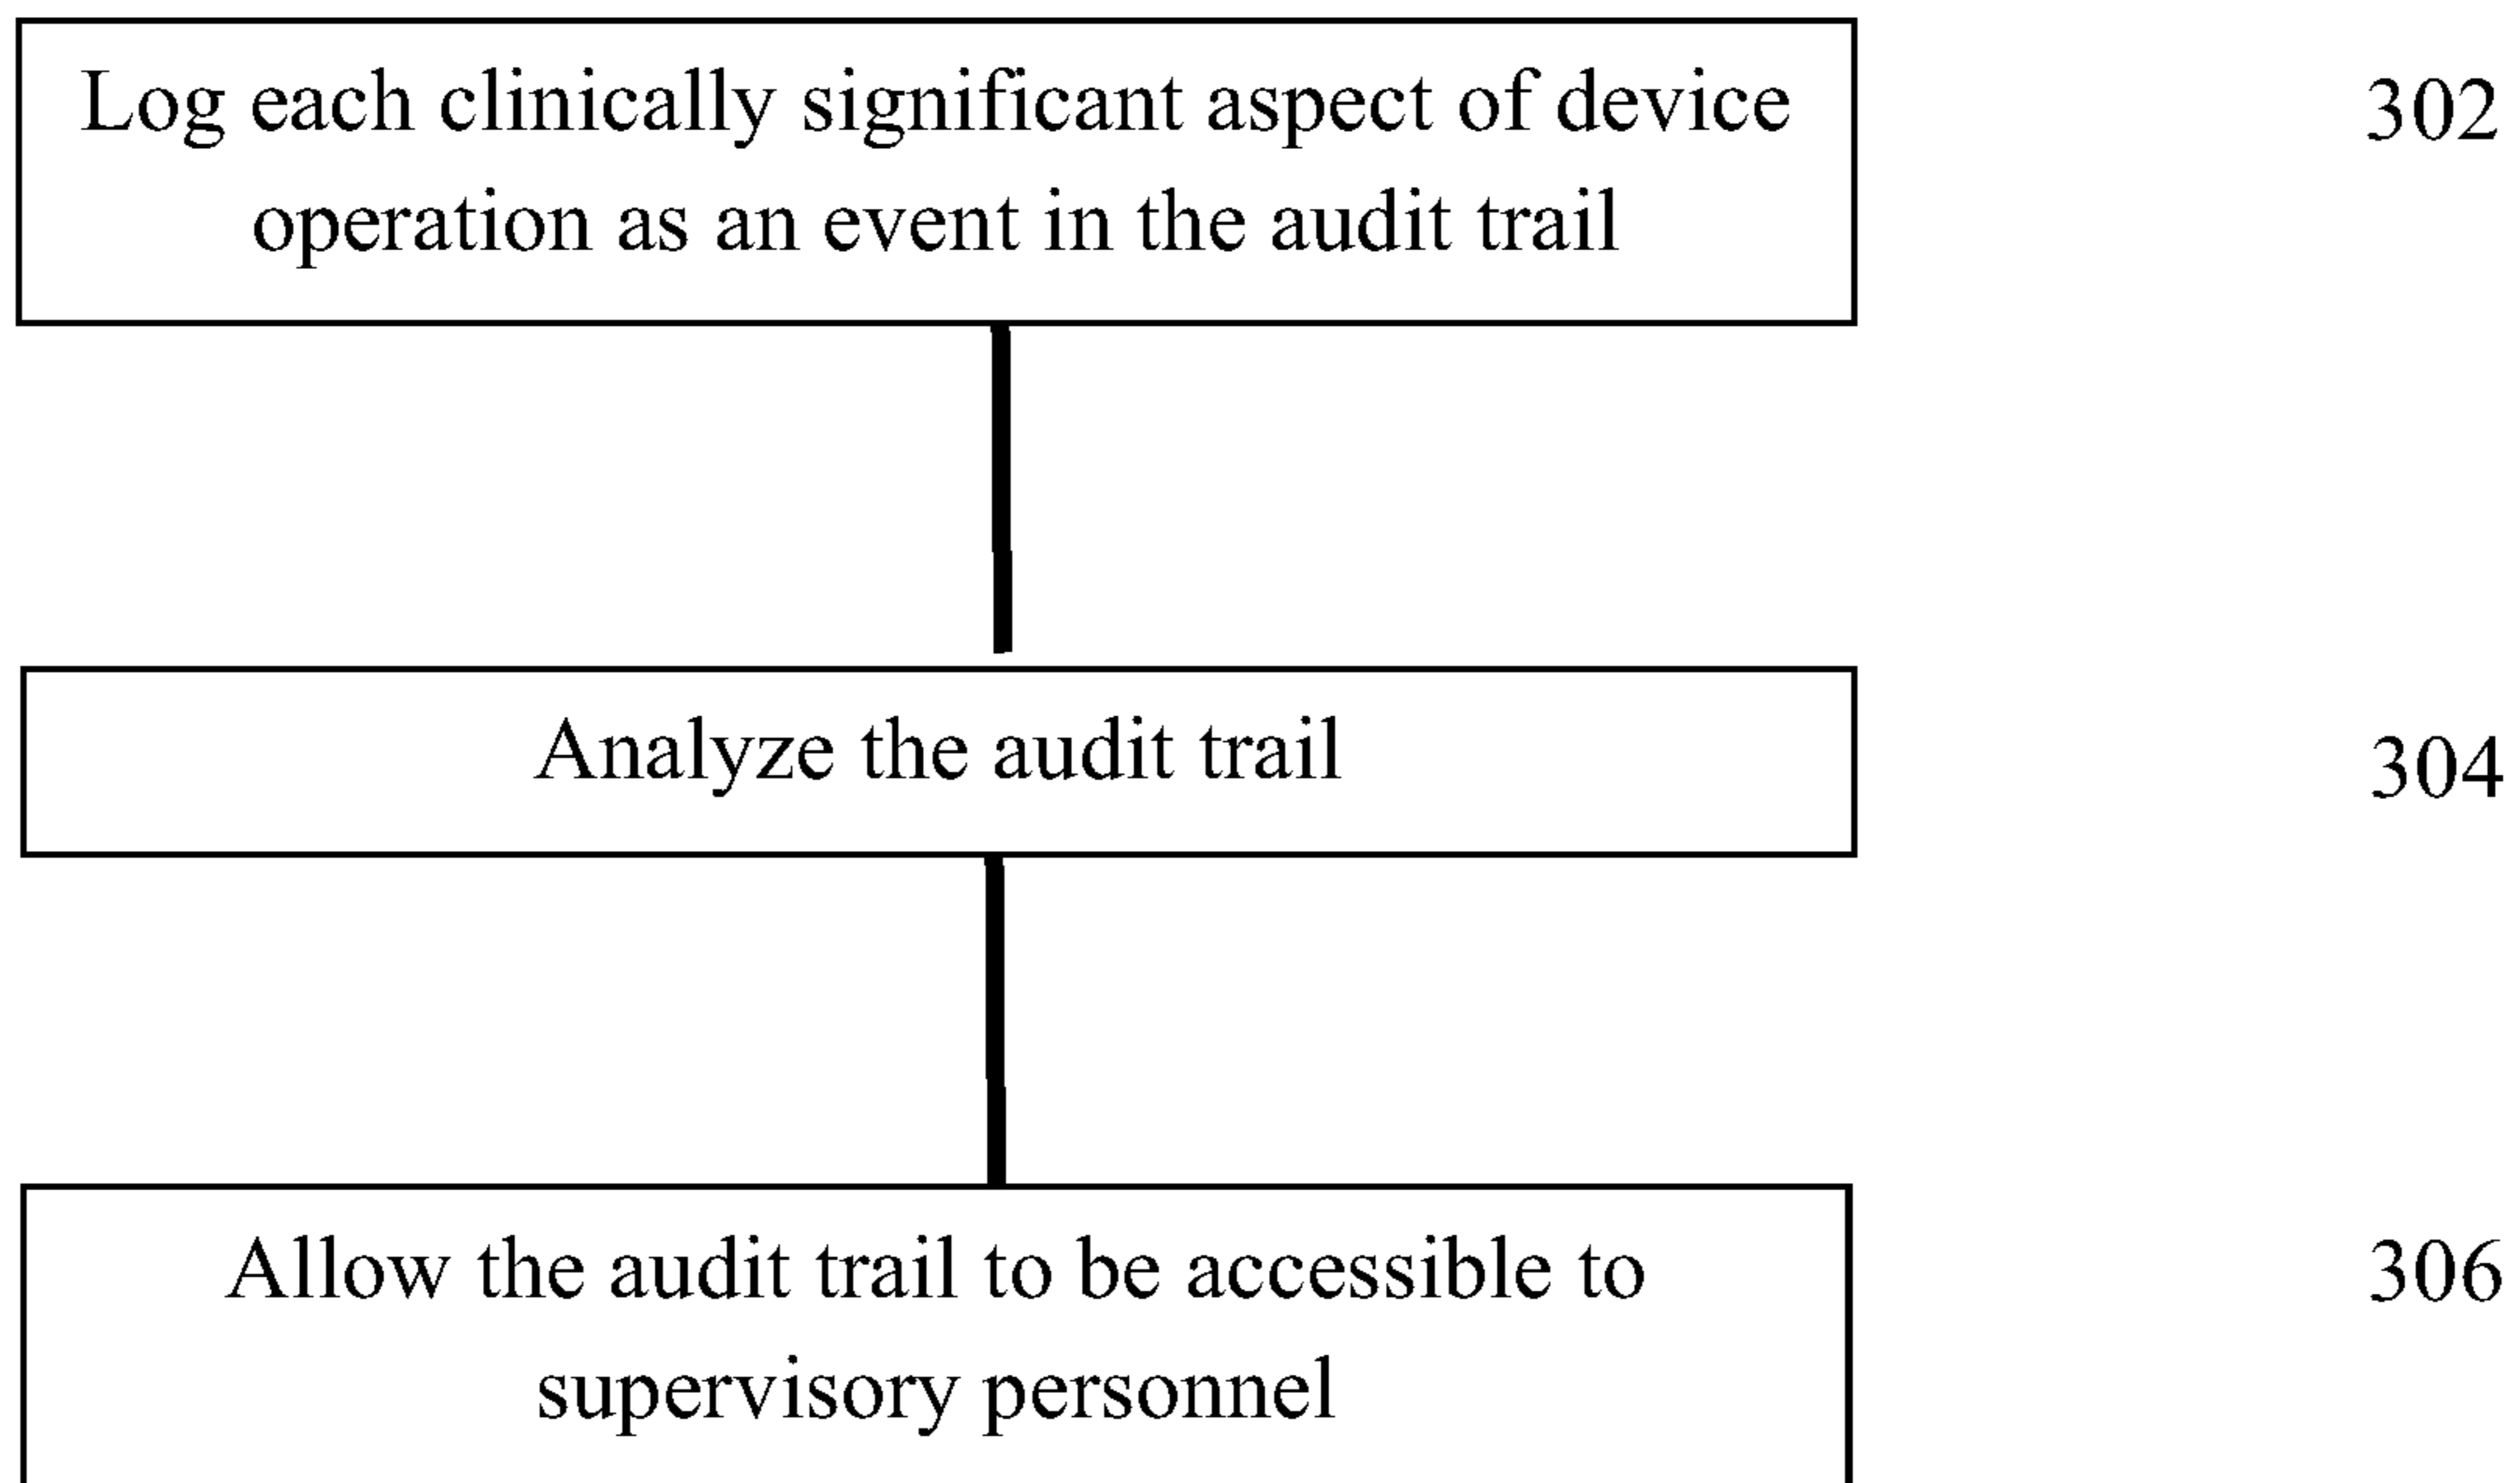 Log each clinically significant aspect of device 302
operation as an event in the audit trail
Analyze the audit trail 304
Allow the audit trail to be accessible to 306
supervisory personnel